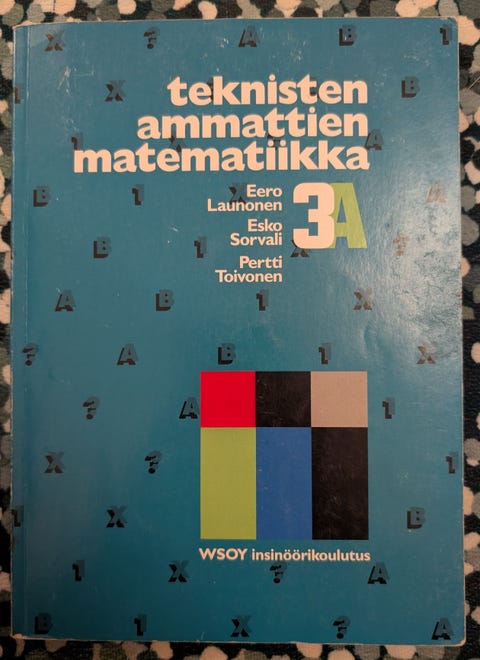 teknisten
ammattien
matematiikka
Eero
Launonen
Esko
Sorvali
Pertti
Toivonen
3A
WSOY insinöörikoulutus